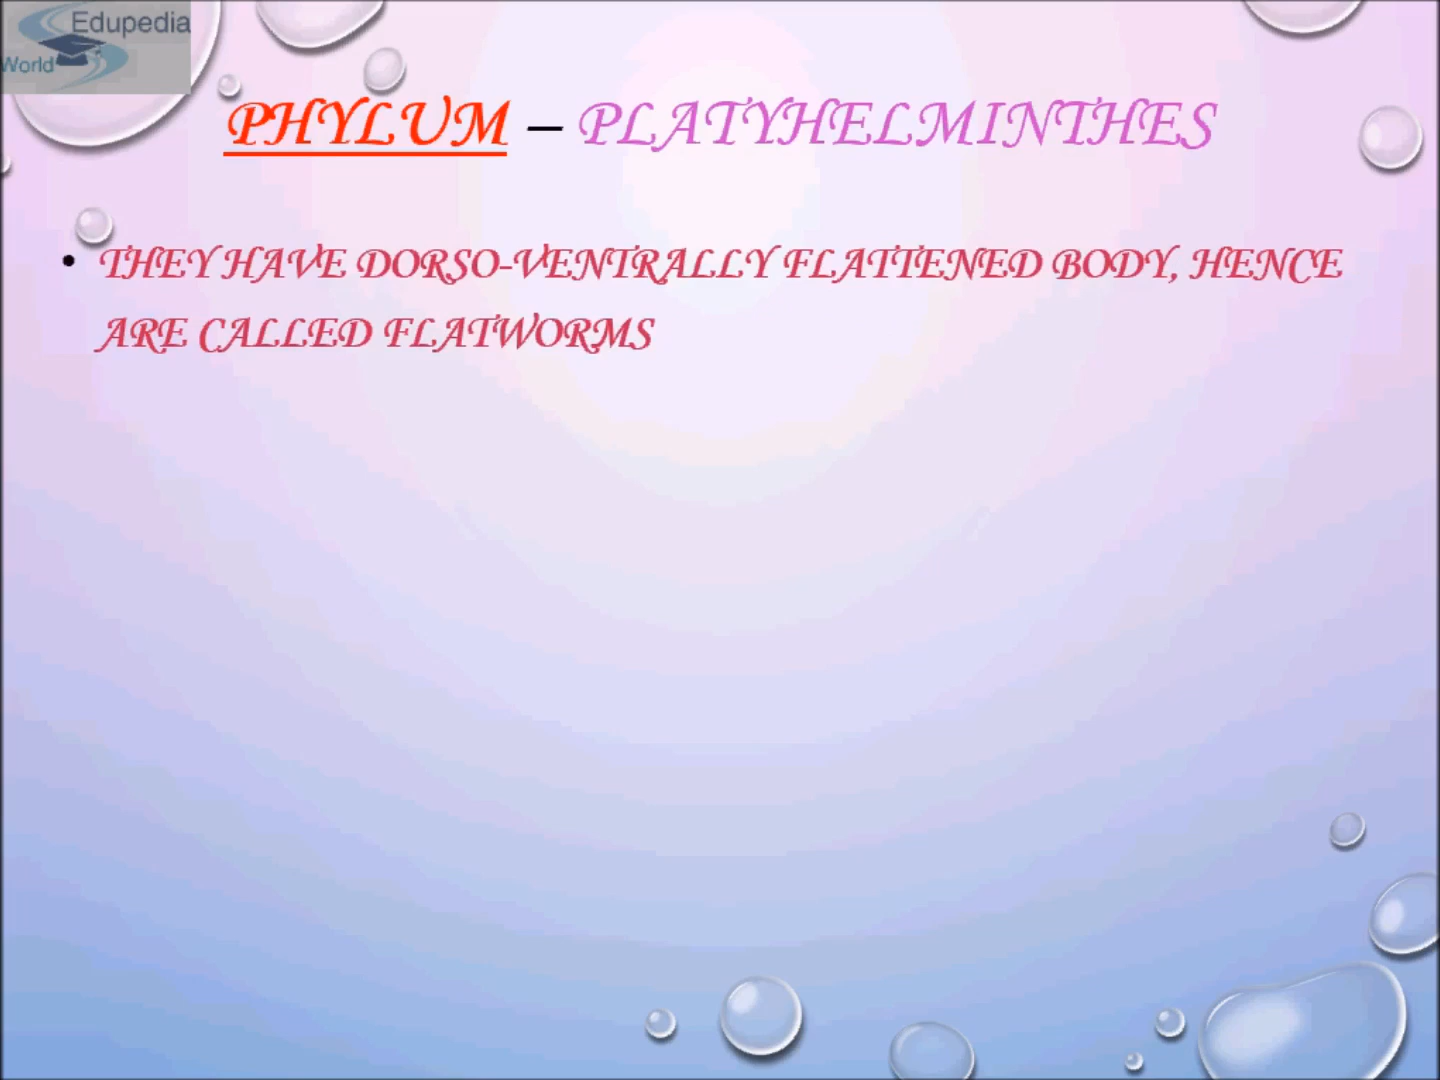 Edupedia
World
PHYLUM – PLATYHELMINTHES
• THEY HAVE DORSO-VENTRALLY FLATTENED BODY, HENCE
ARE CALLED FLATWORMS